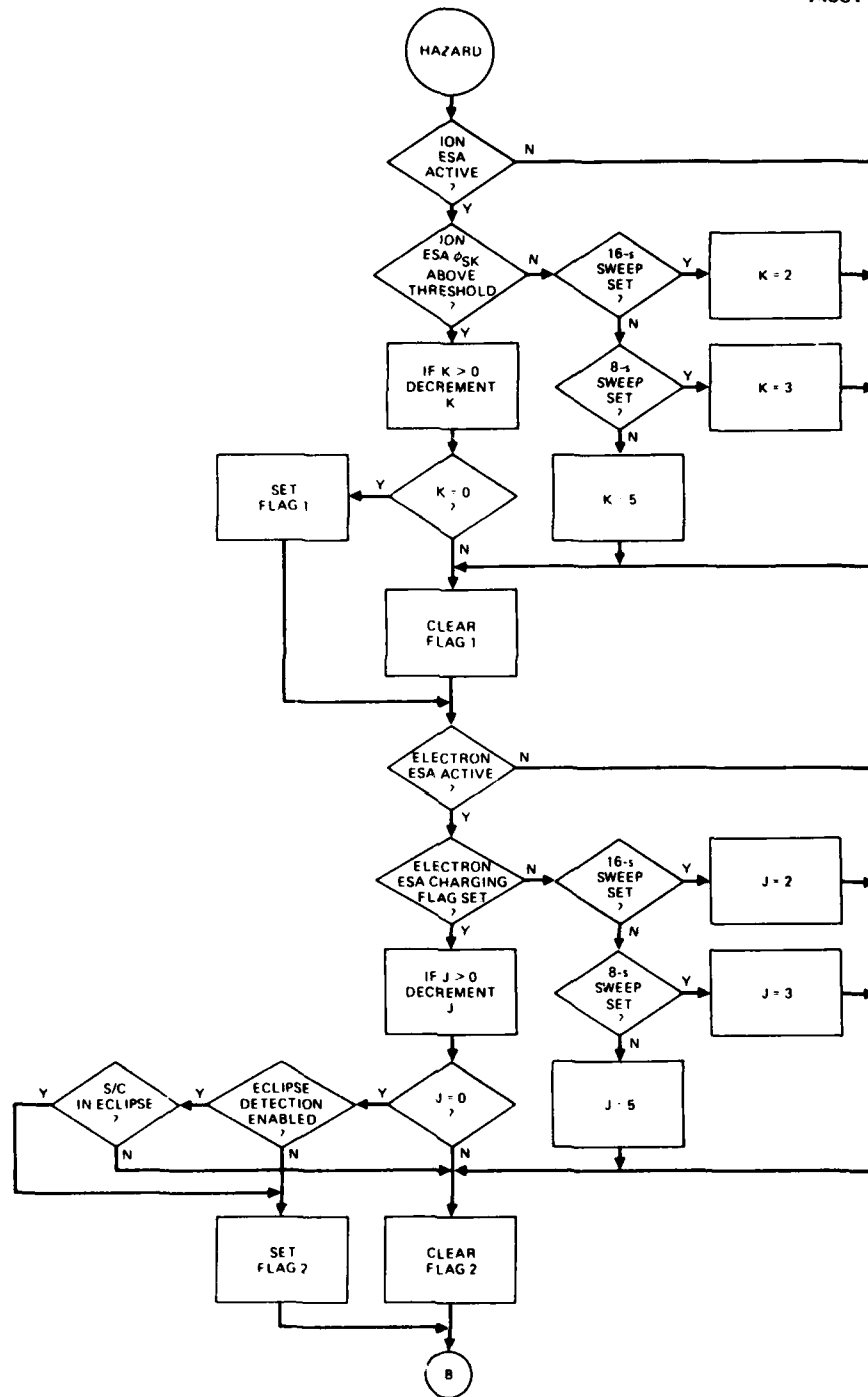 HAZARD
ION
ESA
ACTIVE
?
N
Y
ION
ESA ϕSK
ABOVE
THRESHOLD
?
N
Y
16-s
SWEEP
SET
?
Y
N
K = 2
IF K > 0
DECREMENT
K
8-s
SWEEP
SET
?
Y
N
K = 3
SET
FLAG 1
Y
K = 0
?
N
K = 5
CLEAR
FLAG 1
ELECTRON
ESA ACTIVE
?
N
Y
ELECTRON
ESA CHARGING
FLAG SET
?
N
Y
16-s
SWEEP
SET
?
Y
N
J = 2
IF J > 0
DECREMENT
J
8-s
SWEEP
SET
?
Y
N
J = 3
Y
S/C
IN ECLIPSE
?
N
Y
ECLIPSE
DETECTION
ENABLED
?
N
Y
J = 0
?
N
J = 5
SET
FLAG 2
CLEAR
FLAG 2
B